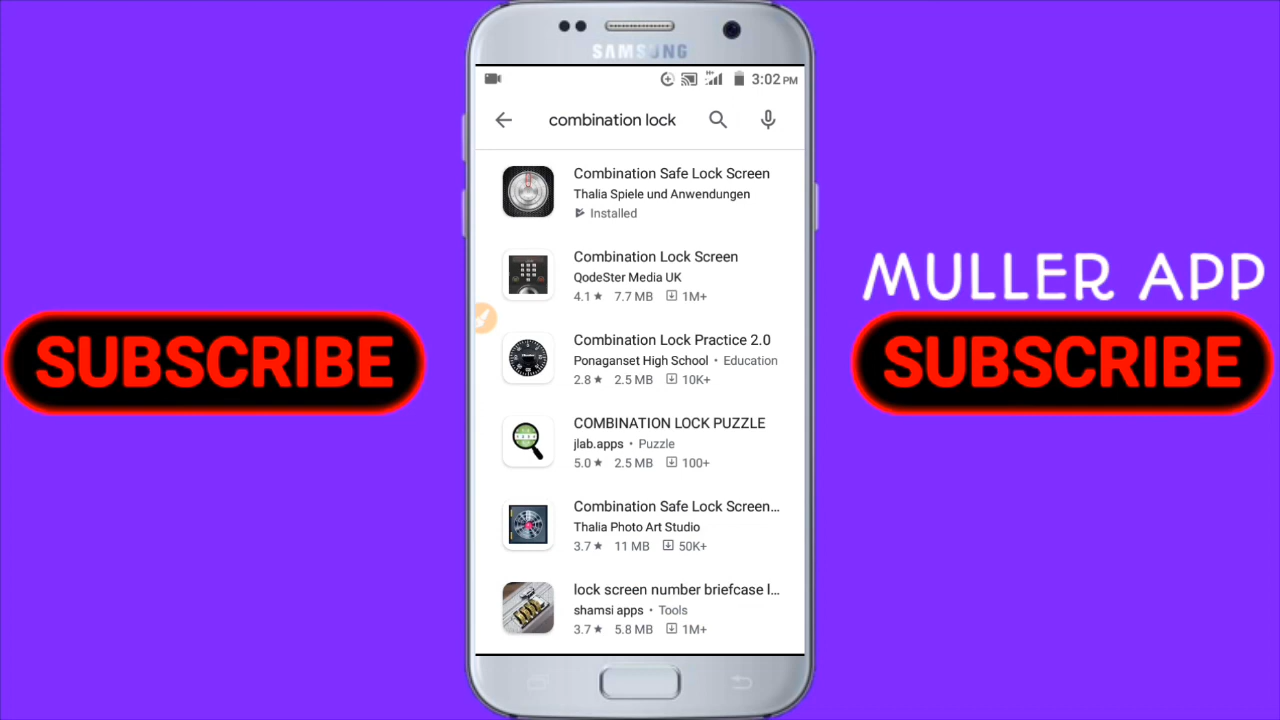 SAMSUNG
3:02 PM
combination lock
Combination Safe Lock Screen
Thalia Spiele und Anwendungen
Installed
Combination Lock Screen
QodeSter Media UK
4.1★ 7.7 MB 1M+
Combination Lock Practice 2.0
Ponaganset High School • Education
2.8★ 2.5 MB 10K+
COMBINATION LOCK PUZZLE
jlab.apps • Puzzle
5.0★ 2.5 MB 100+
Combination Safe Lock Screen...
Thalia Photo Art Studio
3.7★ 11 MB 50K+
lock screen number briefcase l...
shamsi apps • Tools
3.7★ 5.8 MB 1M+
SUBSCRIBE
MULLER APP
SUBSCRIBE